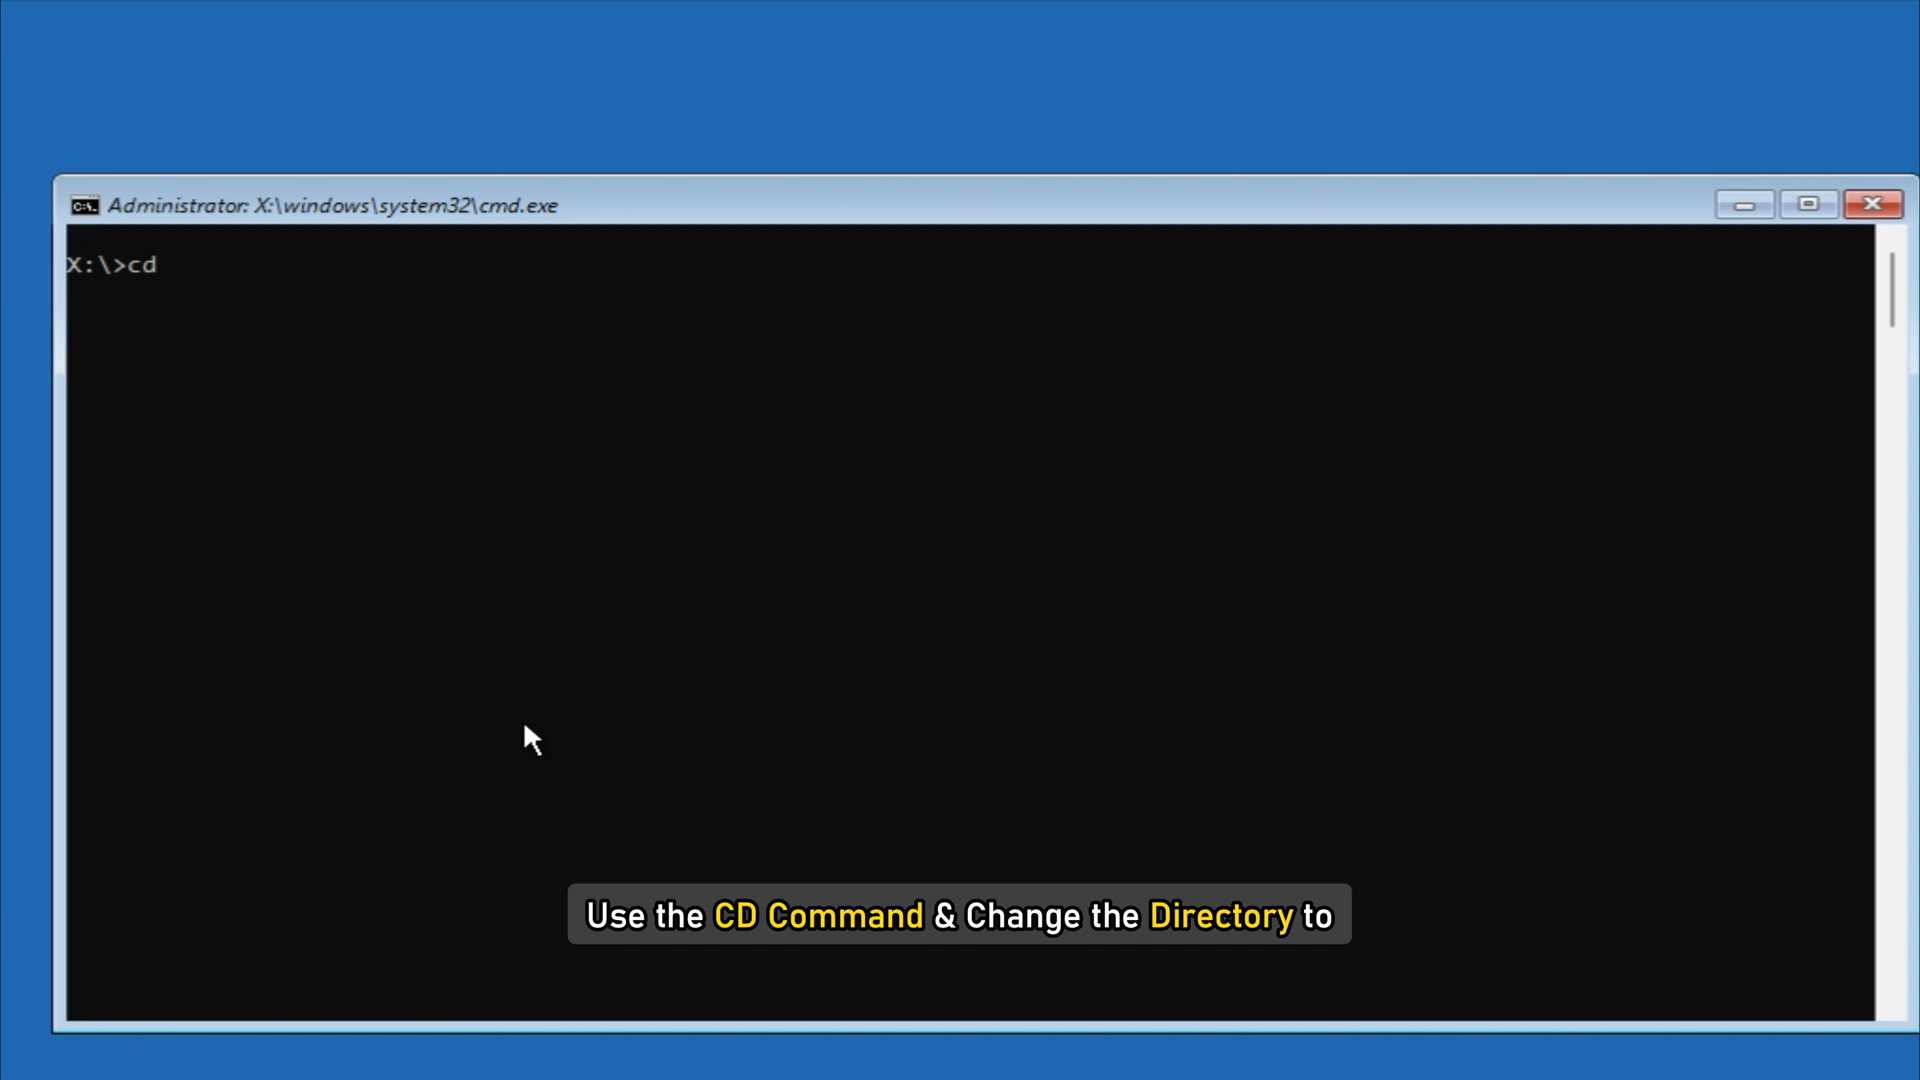 Administrator: X:\windows\system32\cmd.exe
X:\>cd
Use the CD Command & Change the Directory to